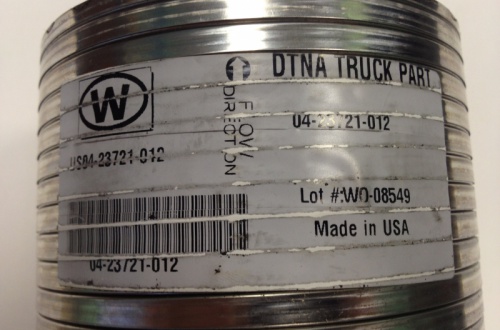 W
DTNA TRUCK PART
FLOW
DIRECTION
04-23721-012
US04-23721-012
Lot #:WO-08549
Made in USA
04-23721-012